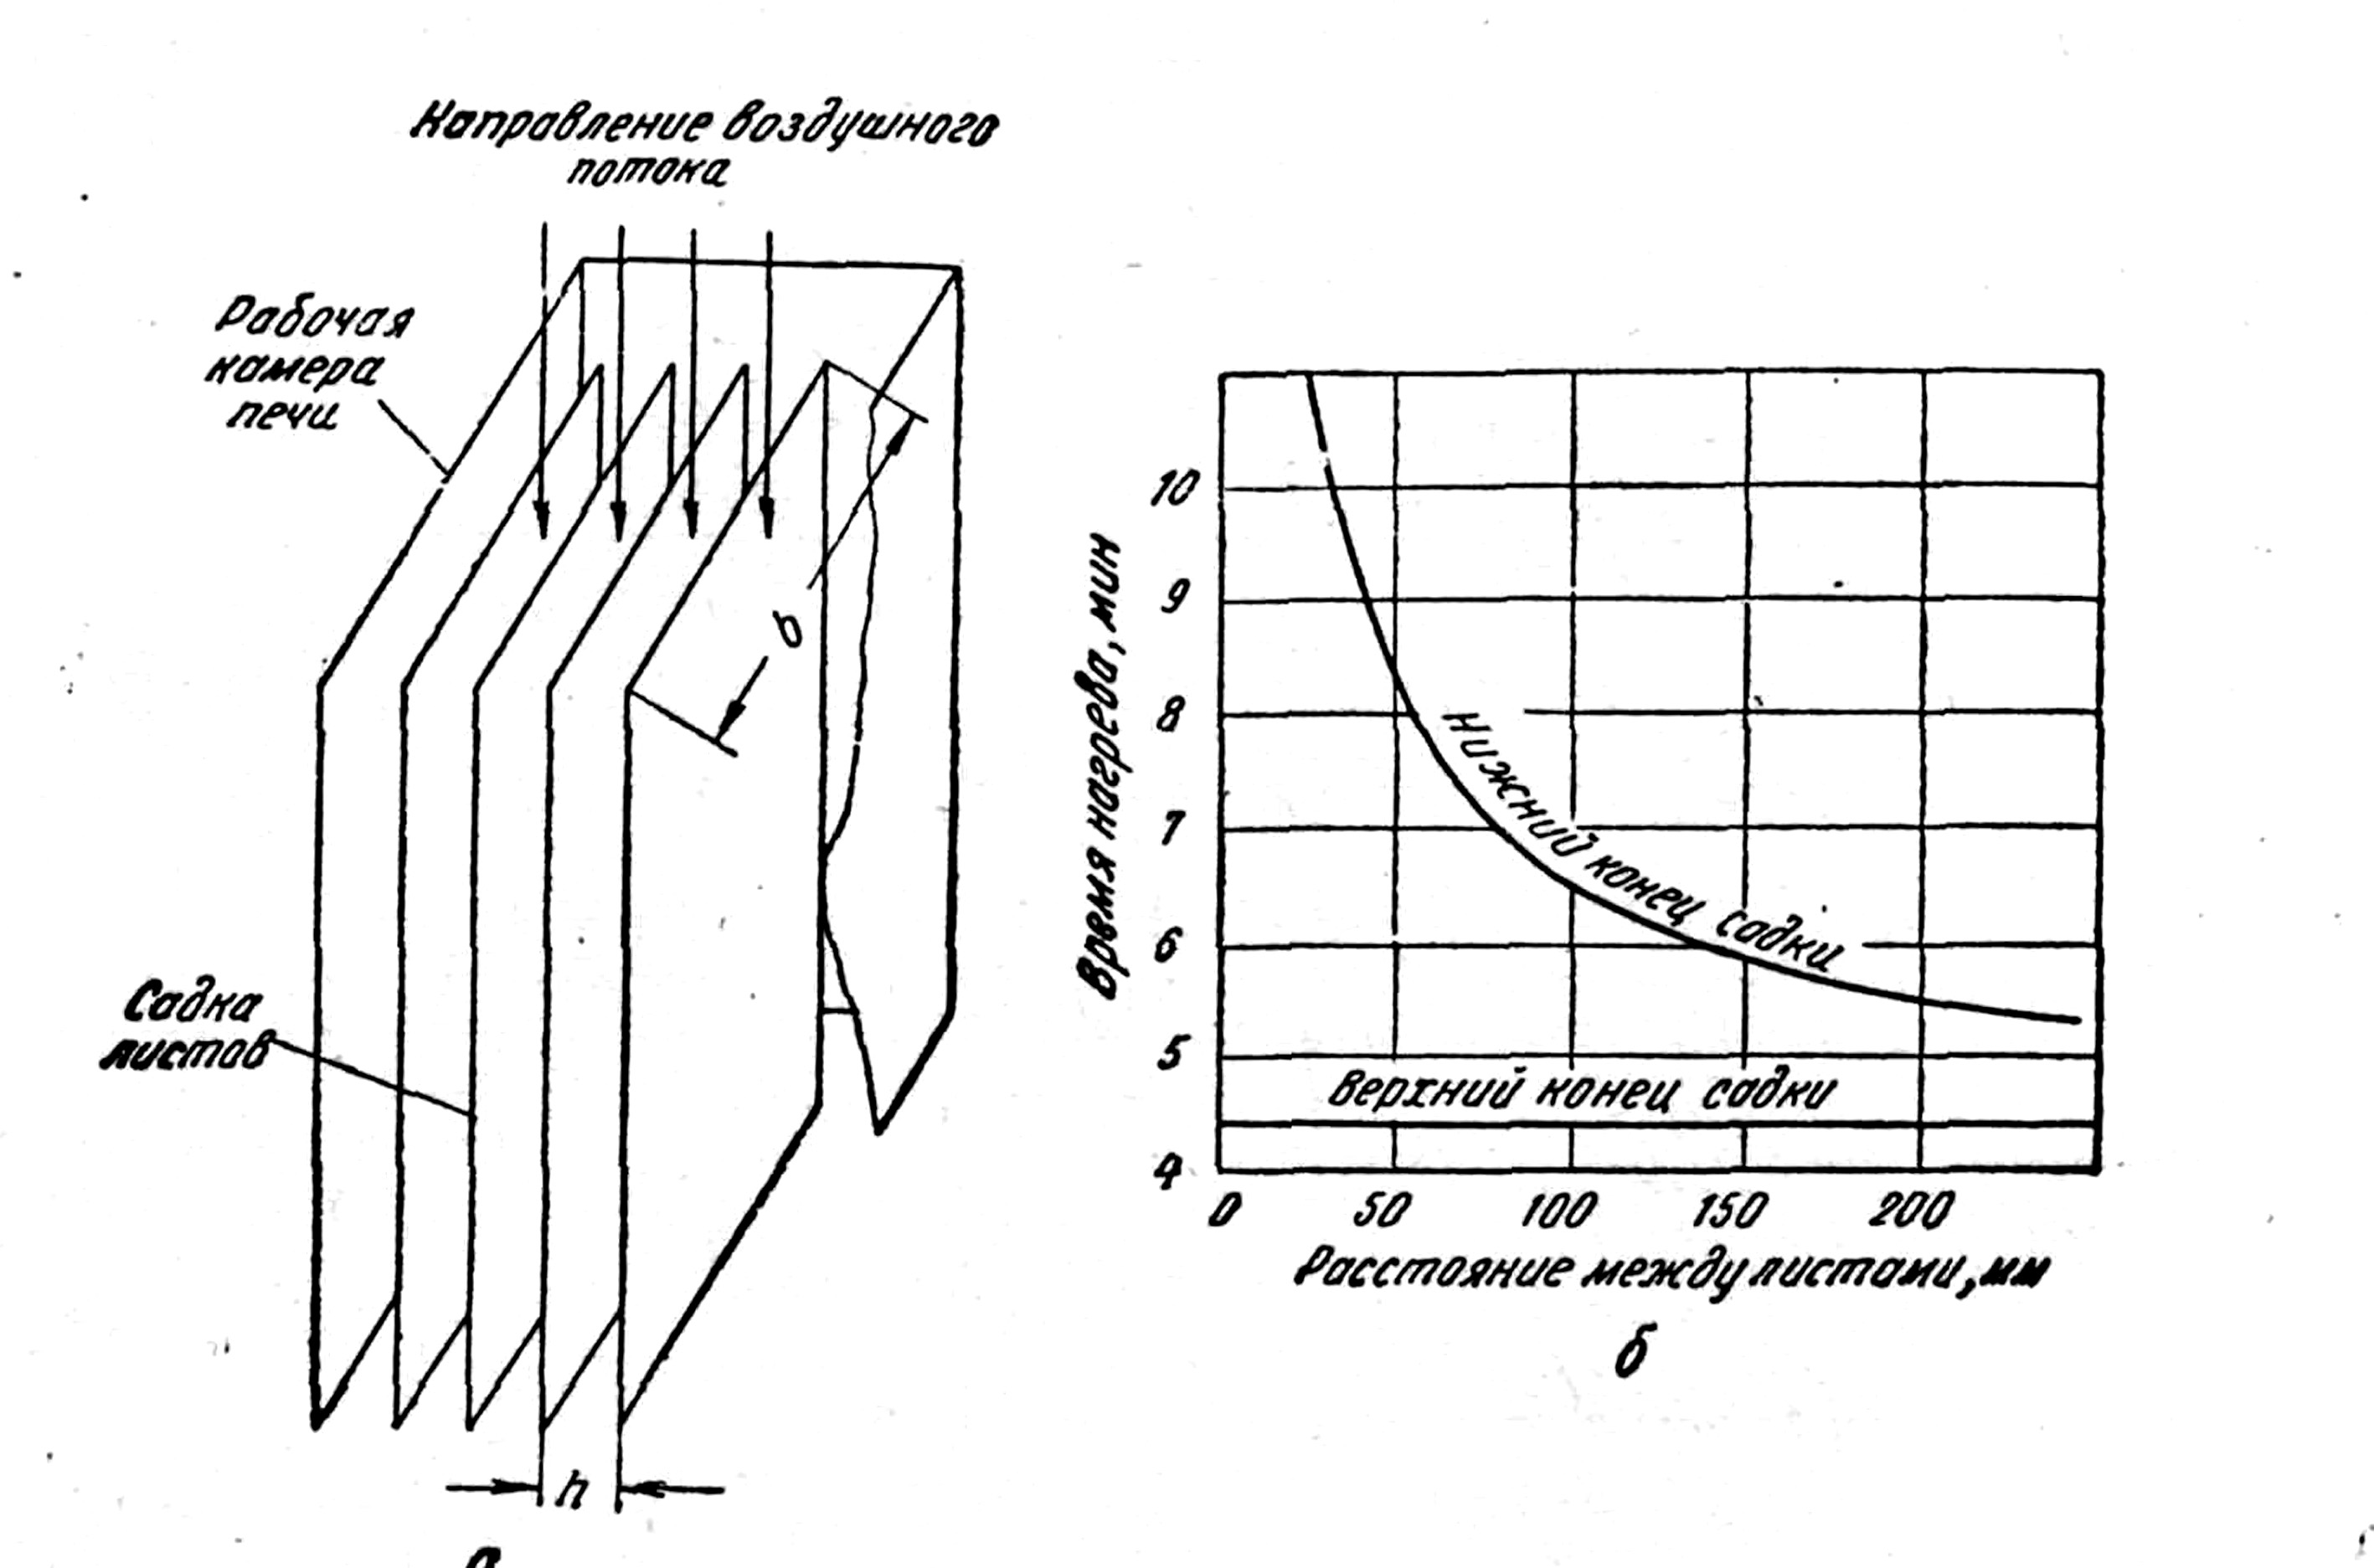 Направление воздушного
потока
Рабочая
камера
печи
b
Садка
листов
h
а
Время нагрева, мин
10
9
8
7
6
5
4
Нижний конец садки
Верхний конец садки
0 50 100 150 200
Расстояние между листами, мм
б